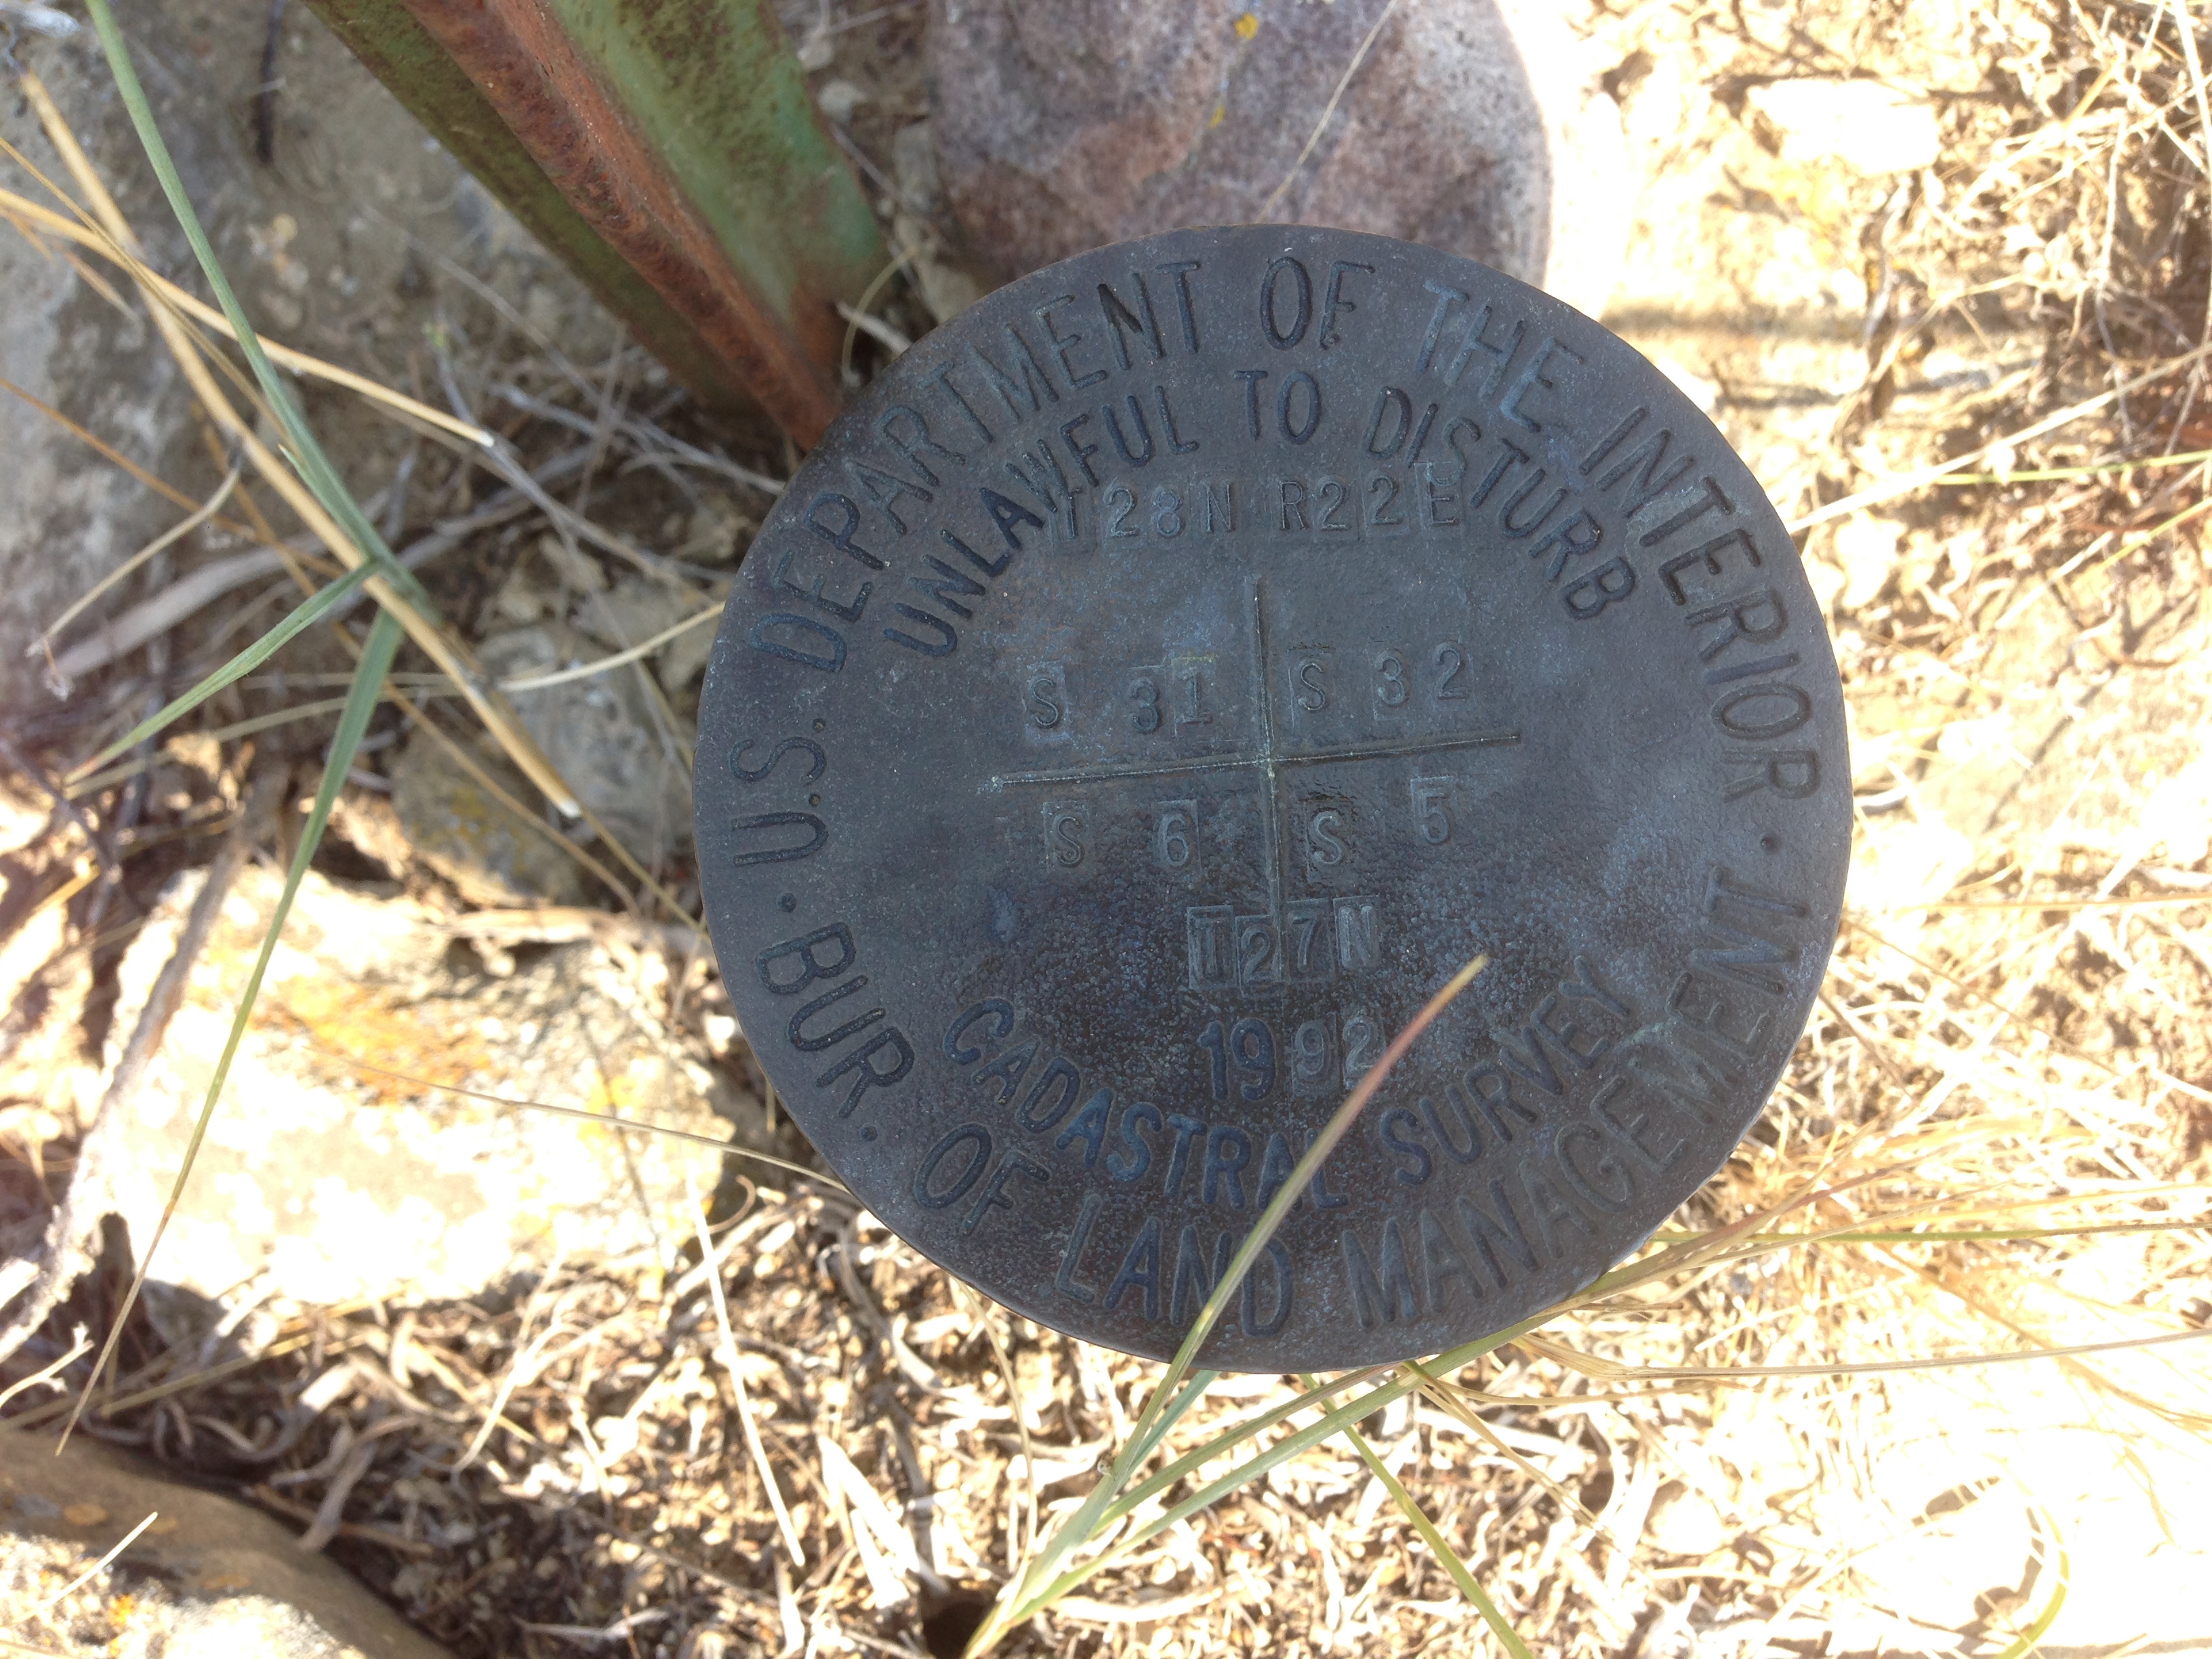 U.S. DEPARTMENT OF THE INTERIOR
UNLAWFUL TO DISTURB
T28N R22E
S 31 S 32
S 6 S 5
T27N
1992
CADASTRAL SURVEY
BUR. OF LAND MANAGEMENT